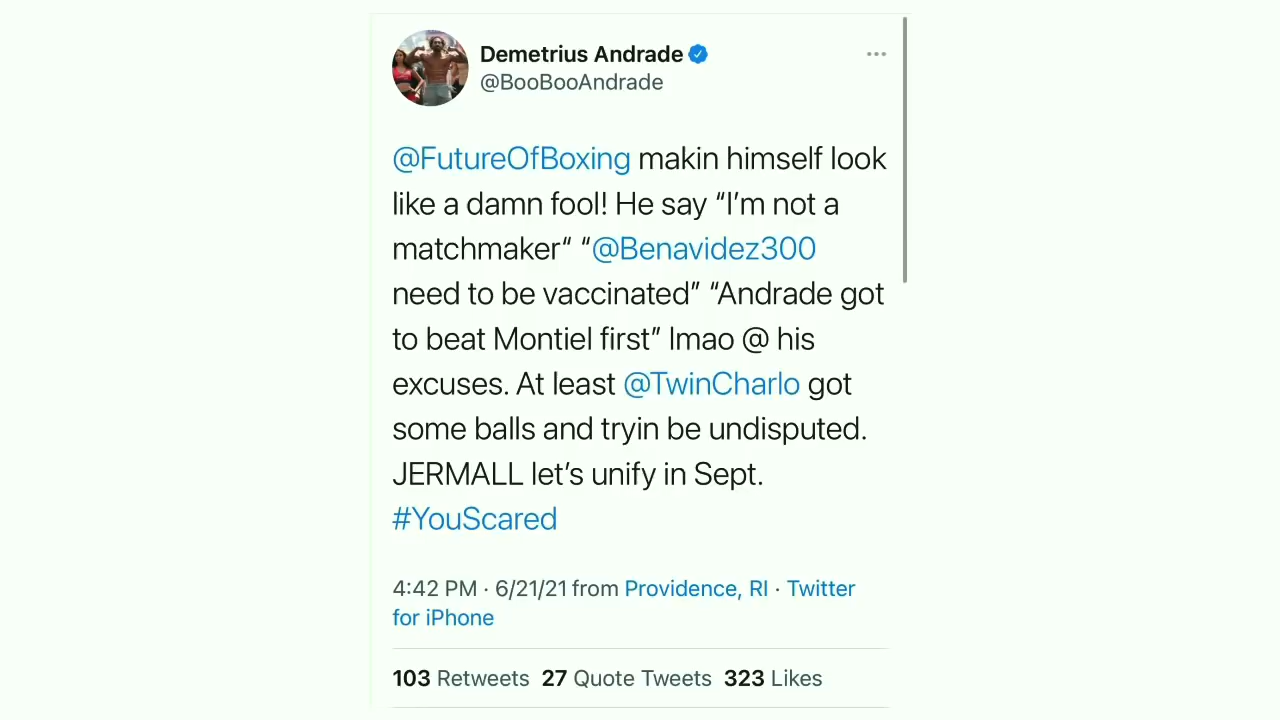 Demetrius Andrade
@BooBooAndrade
@FutureOfBoxing makin himself look
like a damn fool! He say “I’m not a
matchmaker“ “@Benavidez300
need to be vaccinated” “Andrade got
to beat Montiel first” lmao @ his
excuses. At least @TwinCharlo got
some balls and tryin be undisputed.
JERMALL let’s unify in Sept.
#YouScared
4:42 PM · 6/21/21 from Providence, RI · Twitter
for iPhone
103 Retweets 27 Quote Tweets 323 Likes